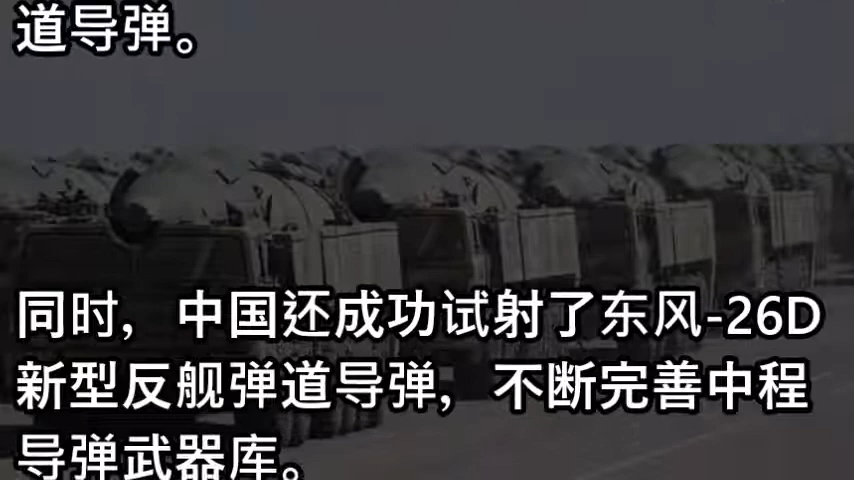 道导弹。
同时，中国还成功试射了东风-26D
新型反舰弹道导弹，不断完善中程
导弹武器库。